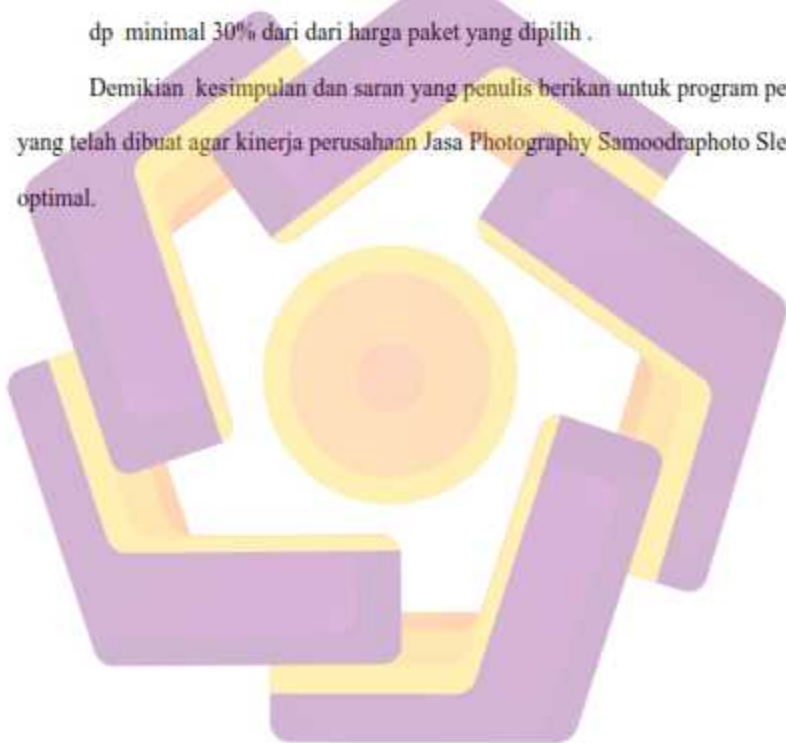 dp minimal 30% dari dari harga paket yang dipilih .
Demikian kesimpulan dan saran yang penulis berikan untuk program pe
yang telah dibuat agar kinerja perusahaan Jasa Photography Samoodraphoto Sle
optimal.